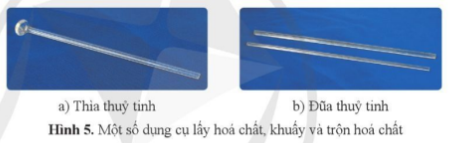 a) Thìa thuỷ tinh b) Đũa thuỷ tinh
Hình 5. Một số dụng cụ lấy hoá chất, khuấy và trộn hoá chất